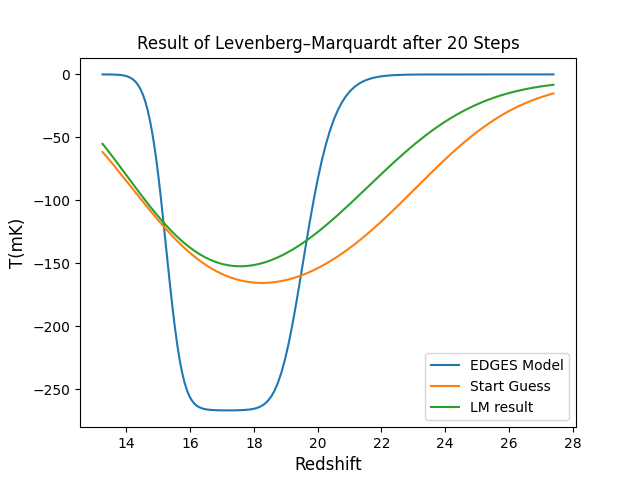 Result of Levenberg–Marquardt after 20 Steps
T(mK)
0
−50
−100
−150
−200
−250
14 16 18 20 22 24 26 28
Redshift
EDGES Model
Start Guess
LM result